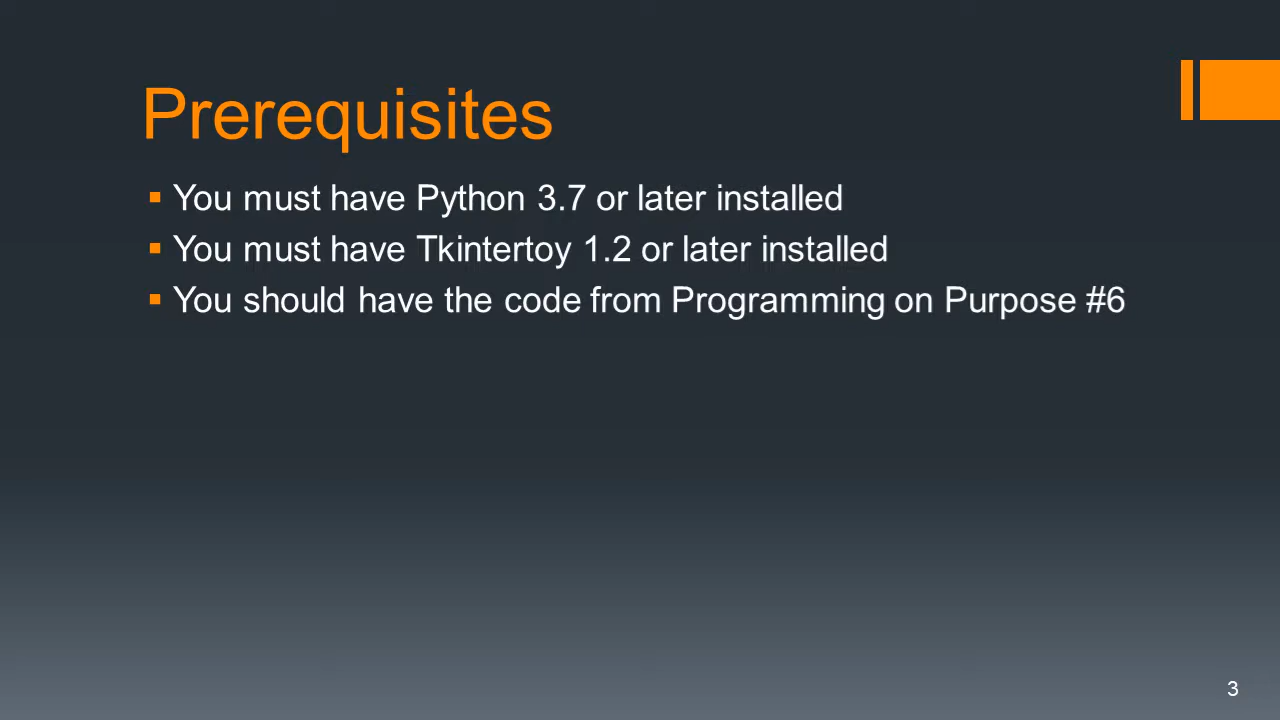 Prerequisites
▪ You must have Python 3.7 or later installed
▪ You must have Tkintertoy 1.2 or later installed
▪ You should have the code from Programming on Purpose #6
3